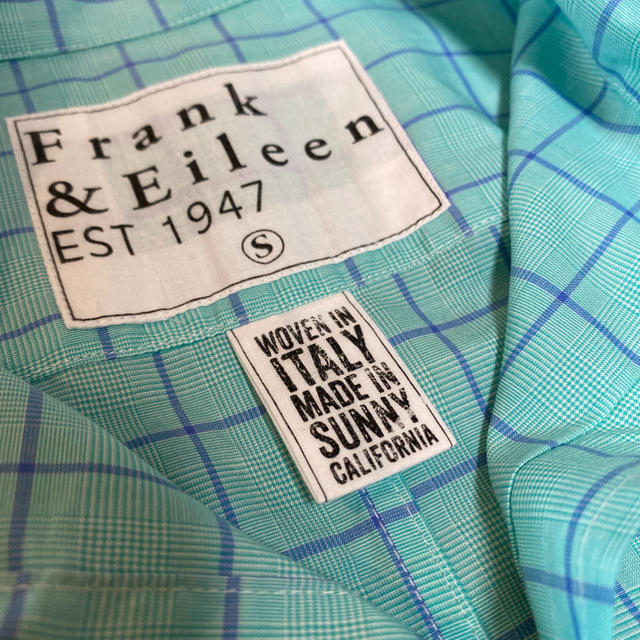 Frank
& Eileen
EST 1947
S
WOVEN IN
ITALY
MADE IN
SUNNY
CALIFORNIA